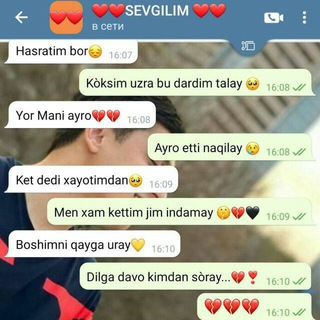 ❤️❤️SEVGILIM ❤️❤️
в сети
Hasratim bor😔 16:07
Kòksim uzra bu dardim talay 🥺 16:08
Yor Mani ayro💔💔 16:08
Ayro etti naqilay 😢 16:08
Ket dedi xayotimdan🥺 16:09
Men xam kettim jim indamay 🤫💔🖤 16:09
Boshimni qayga uray💛 16:10
Dilga davo kimdan sòray...💔❣️ 16:10
💔💔💔 16:10